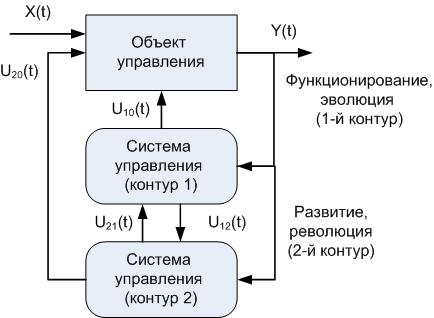 X(t)
Объект
управления
Y(t)
U20(t)
U10(t)
Функционирование,
эволюция
(1-й контур)
Система
управления
(контур 1)
U21(t)
U12(t)
Развитие,
революция
(2-й контур)
Система
управления
(контур 2)